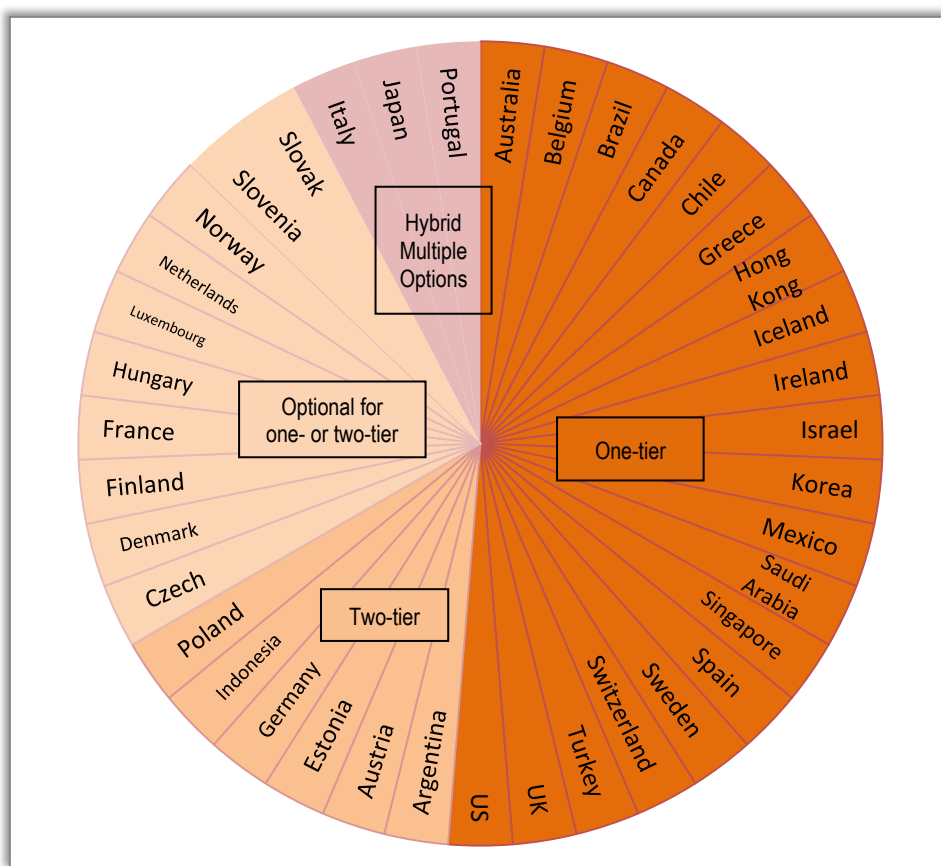 Australia
Belgium
Brazil
Canada
Chile
Greece
Hong
Kong
Iceland
Ireland
Israel
Korea
Mexico
Saudi
Arabia
Singapore
Spain
Sweden
Switzerland
Turkey
UK
US
Argentina
Austria
Estonia
Germany
Indonesia
Poland
Czech
Denmark
Finland
France
Hungary
Luxembourg
Netherlands
Norway
Slovenia
Slovak
Italy
Japan
Portugal
Hybrid
Multiple
Options
Optional for
one- or two-tier
One-tier
Two-tier